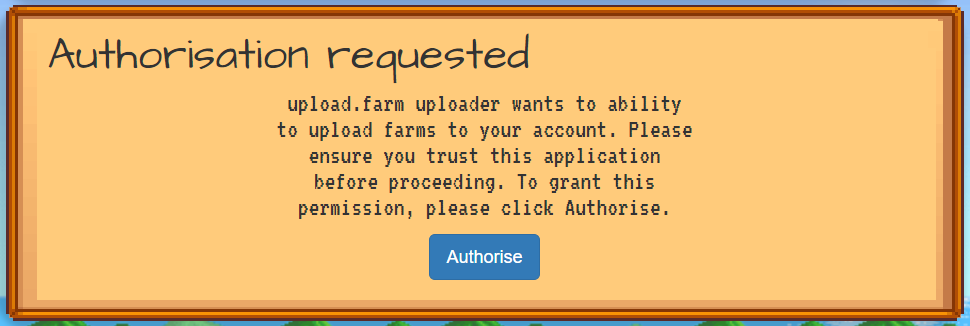 Authorisation requested
upload.farm uploader wants to ability
to upload farms to your account. Please
ensure you trust this application
before proceeding. To grant this
permission, please click Authorise.
Authorise